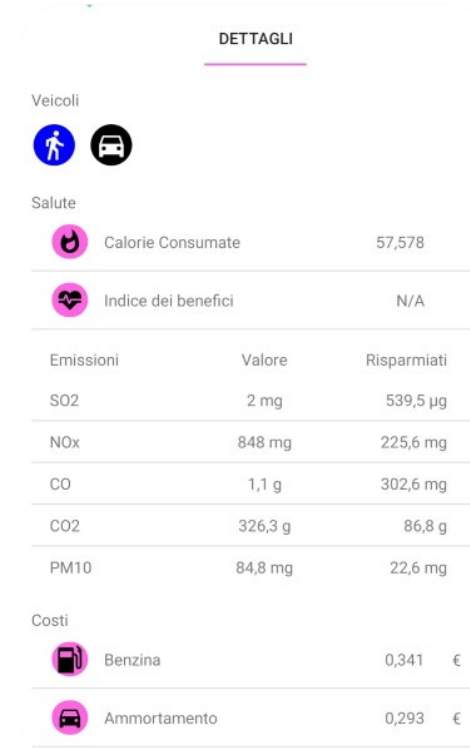 DETTAGLI
Veicoli
Salute
Calorie Consumate 57,578
Indice dei benefici N/A
Emissioni Valore Risparmiati
SO2 2 mg 539,5 µg
NOx 848 mg 225,6 mg
CO 1,1 g 302,6 mg
CO2 326,3 g 86,8 g
PM10 84,8 mg 22,6 mg
Costi
Benzina 0,341 €
Ammortamento 0,293 €